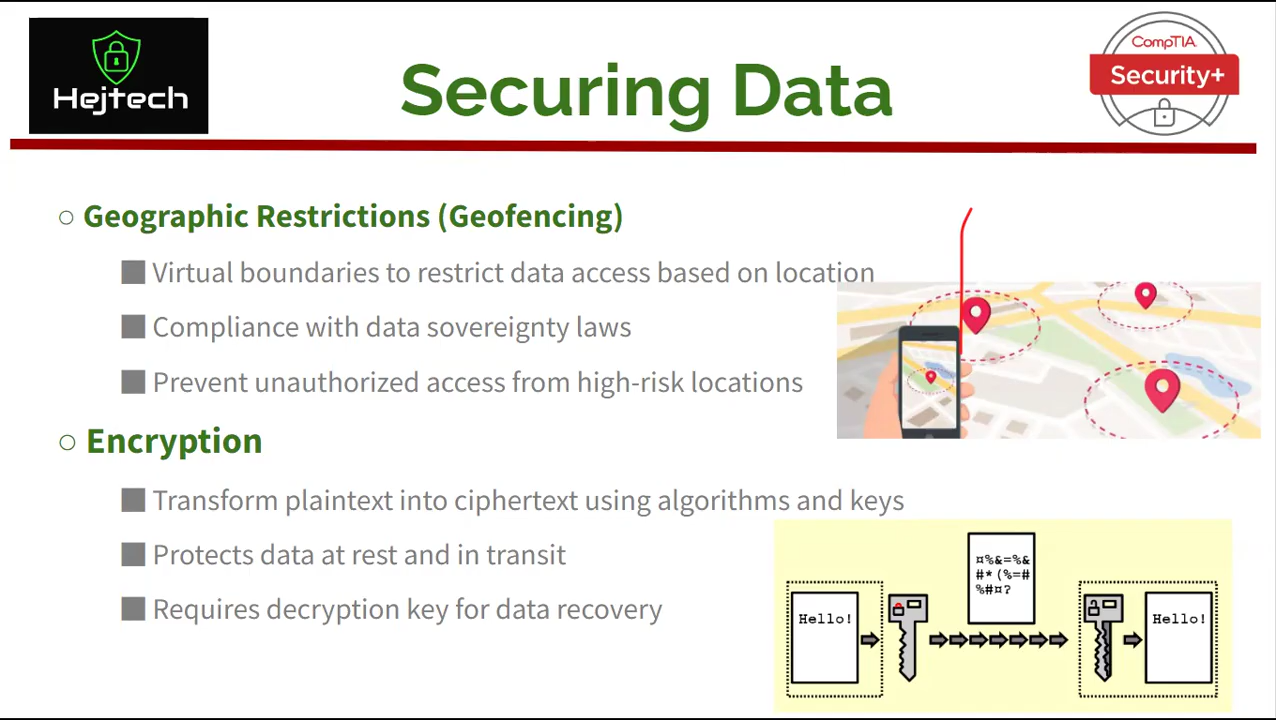 Hejtech
Securing Data
CompTIA
Security+
○ Geographic Restrictions (Geofencing)
■ Virtual boundaries to restrict data access based on location
■ Compliance with data sovereignty laws
■ Prevent unauthorized access from high-risk locations
○ Encryption
■ Transform plaintext into ciphertext using algorithms and keys
■ Protects data at rest and in transit
■ Requires decryption key for data recovery
Hello!
¤%&=%&
#*(%=#
%#¤?
Hello!